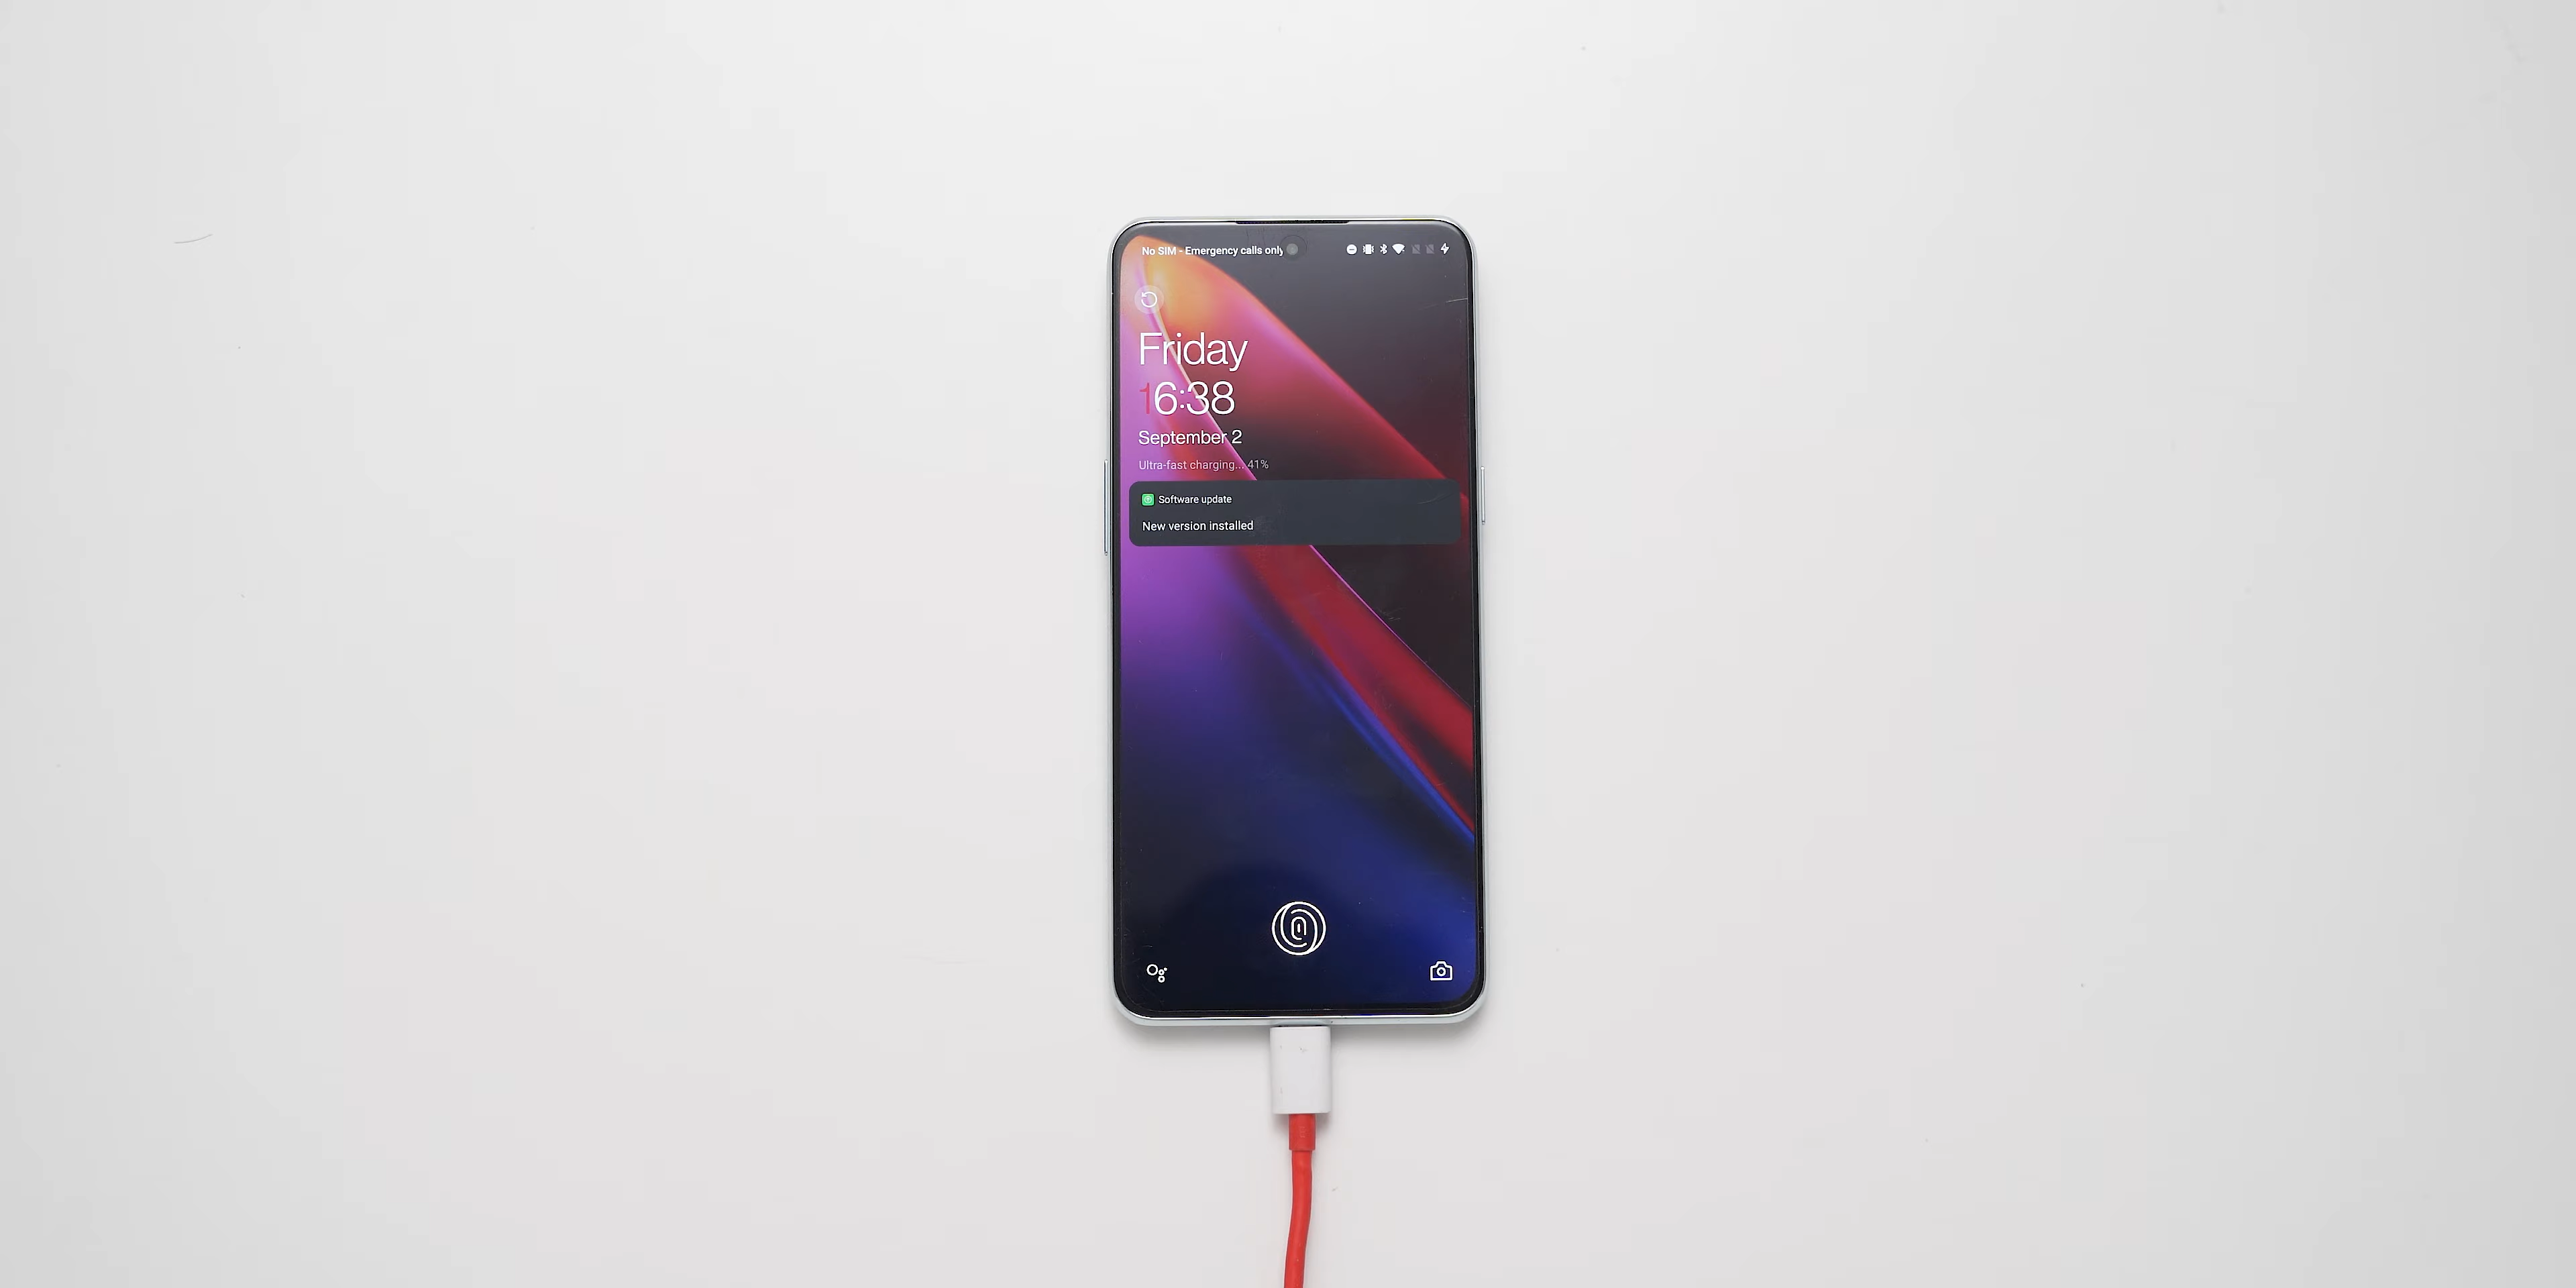 No SIM - Emergency calls only
Friday
16:38
September 2
Ultra-fast charging... 41%
Software update
New version installed